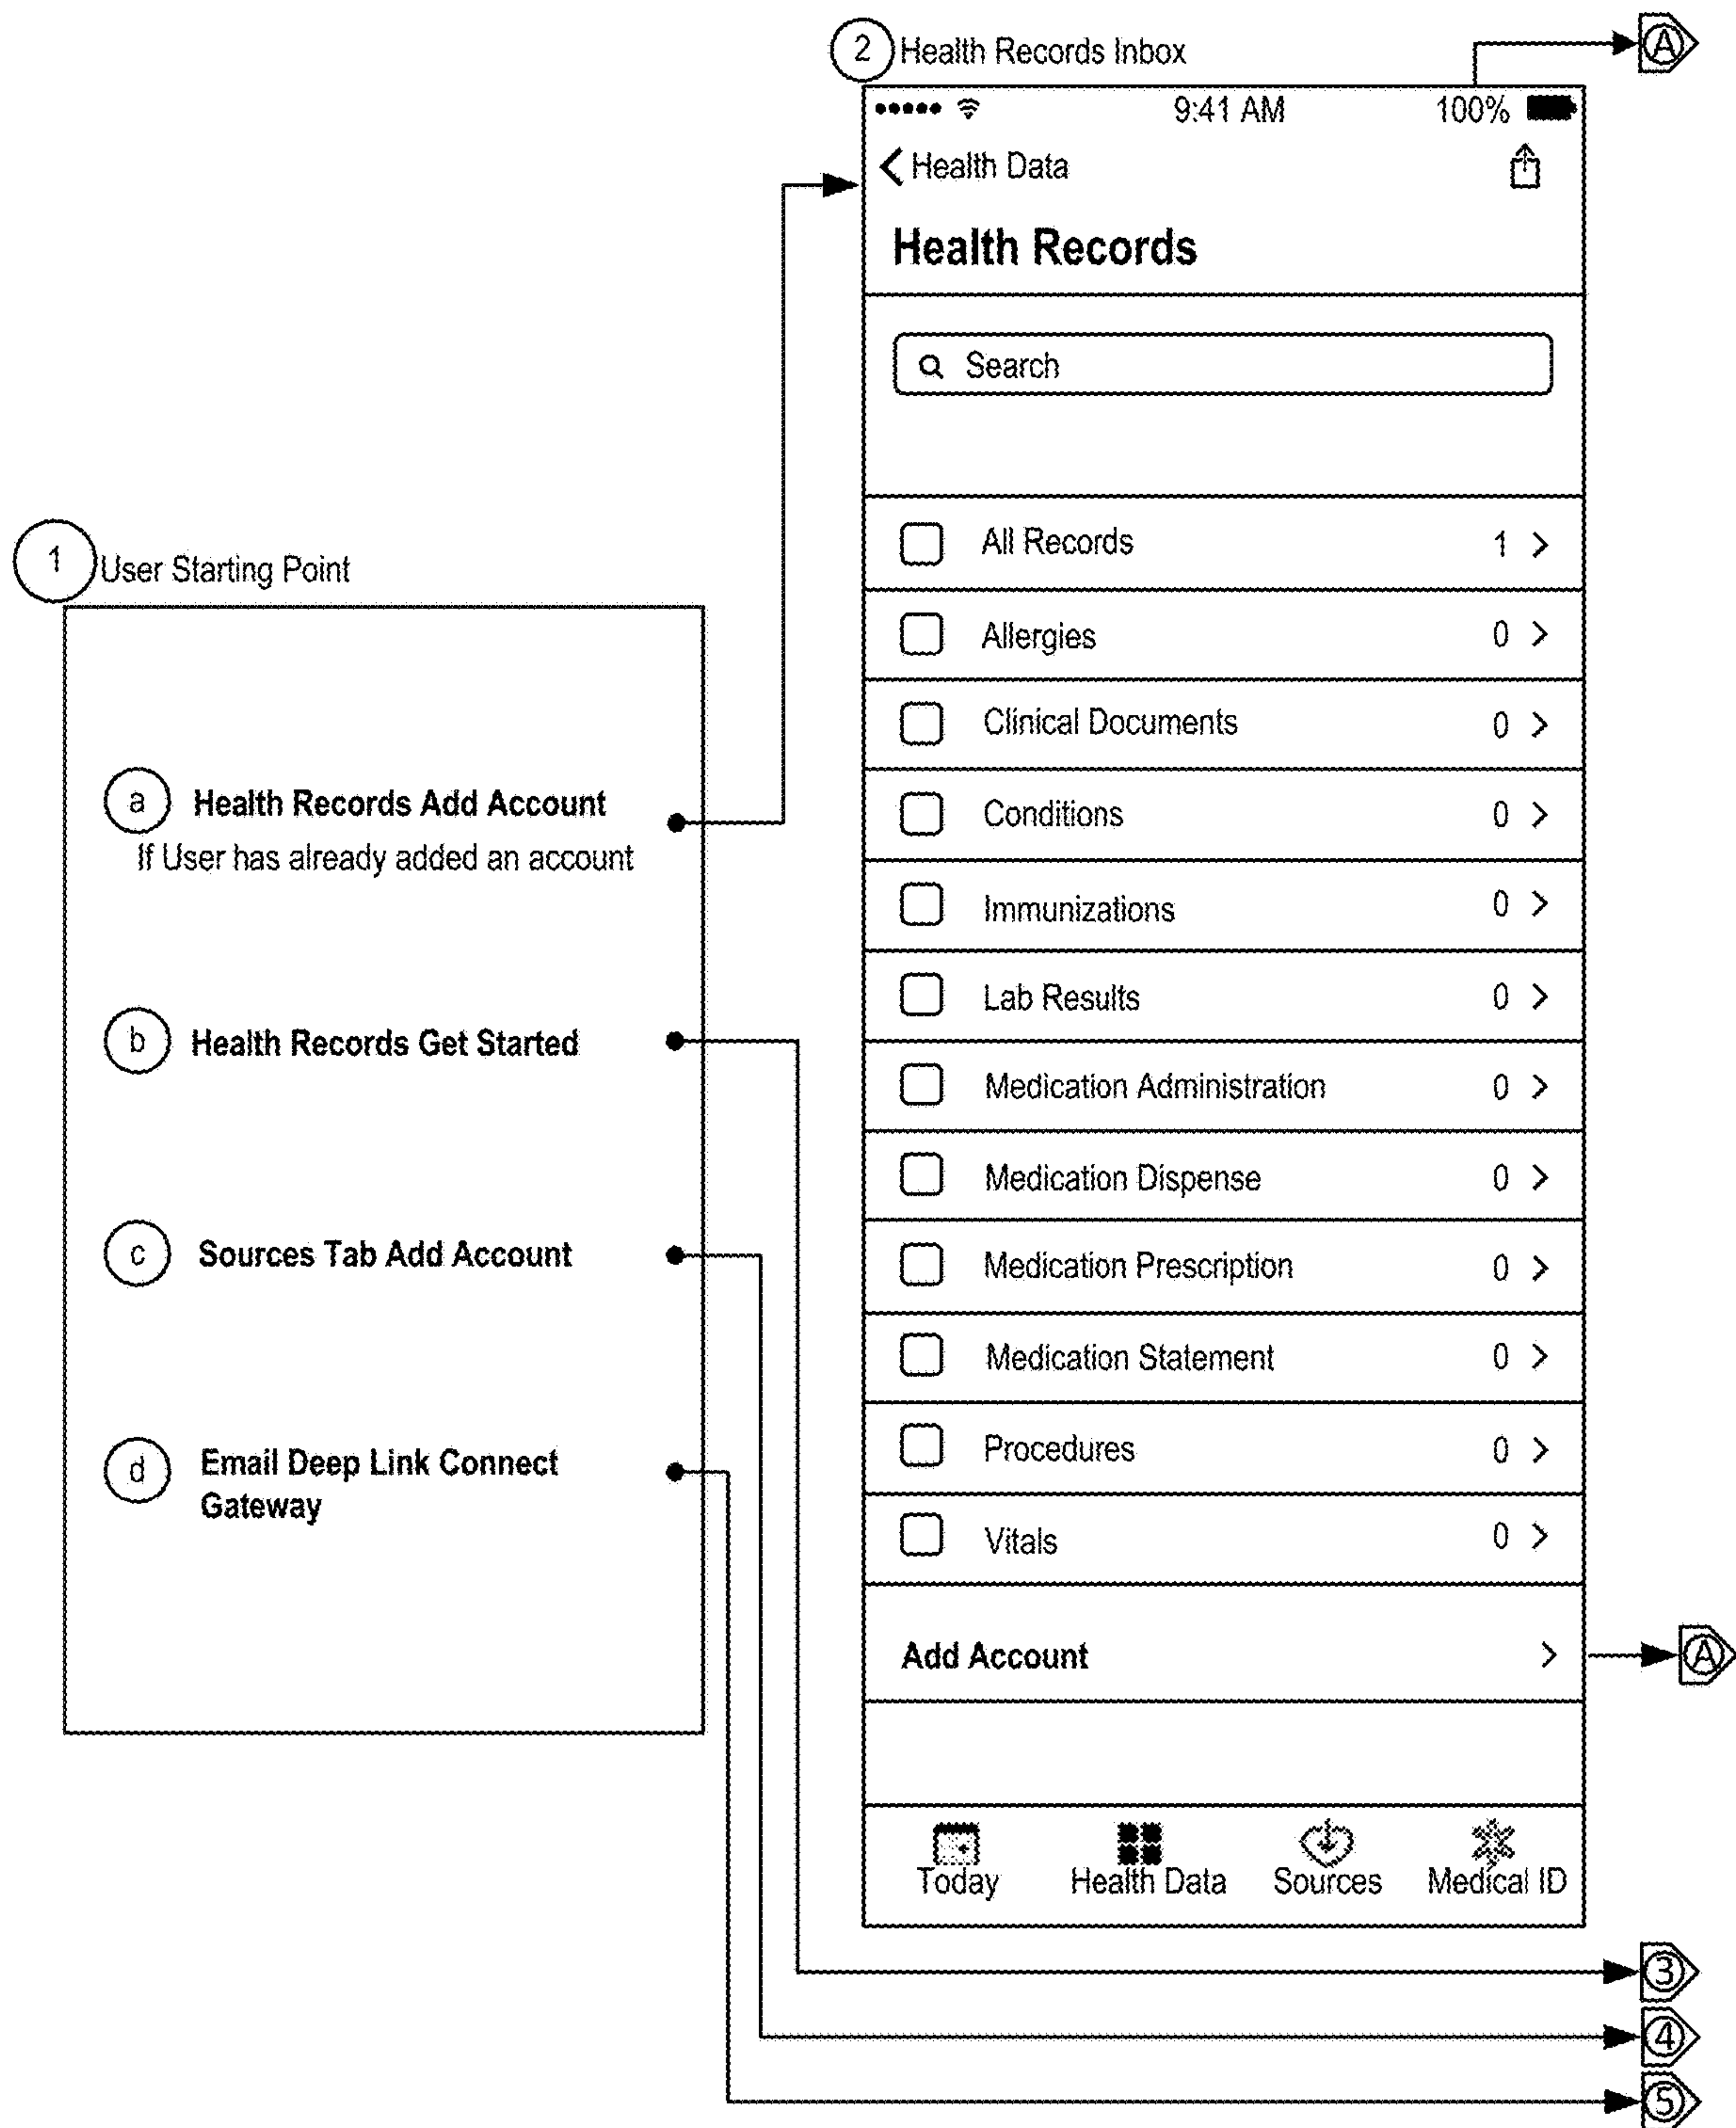 2 Health Records Inbox
A
9:41 AM 100%
Health Data
Health Records
Search
All Records 1 >
Allergies 0 >
Clinical Documents 0 >
Conditions 0 >
Immunizations 0 >
Lab Results 0 >
Medication Administration 0 >
Medication Dispense 0 >
Medication Prescription 0 >
Medication Statement 0 >
Procedures 0 >
Vitals 0 >
Add Account >
A
Today Health Data Sources Medical ID
1 User Starting Point
a Health Records Add Account
If User has already added an account
b Health Records Get Started
c Sources Tab Add Account
d Email Deep Link Connect
Gateway
3
4
5